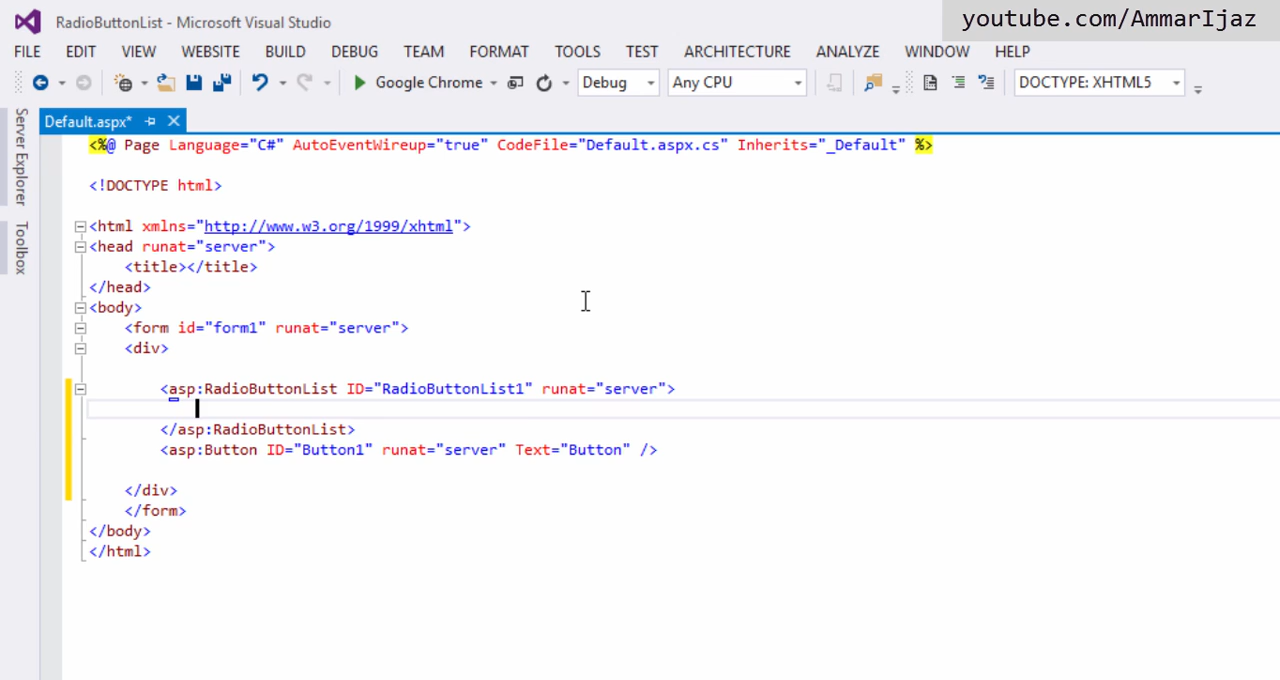 RadioButtonList - Microsoft Visual Studio
youtube.com/AmmarIjaz
FILE EDIT VIEW WEBSITE BUILD DEBUG TEAM FORMAT TOOLS TEST ARCHITECTURE ANALYZE WINDOW HELP
Google Chrome Debug Any CPU DOCTYPE: XHTML5
Server Explorer
Toolbox
Default.aspx*
<%@ Page Language="C#" AutoEventWireup="true" CodeFile="Default.aspx.cs" Inherits="_Default" %>
<!DOCTYPE html>
<html xmlns="http://www.w3.org/1999/xhtml">
<head runat="server">
<title></title>
</head>
<body>
<form id="form1" runat="server">
<div>
<asp:RadioButtonList ID="RadioButtonList1" runat="server">
</asp:RadioButtonList>
<asp:Button ID="Button1" runat="server" Text="Button" />
</div>
</form>
</body>
</html>